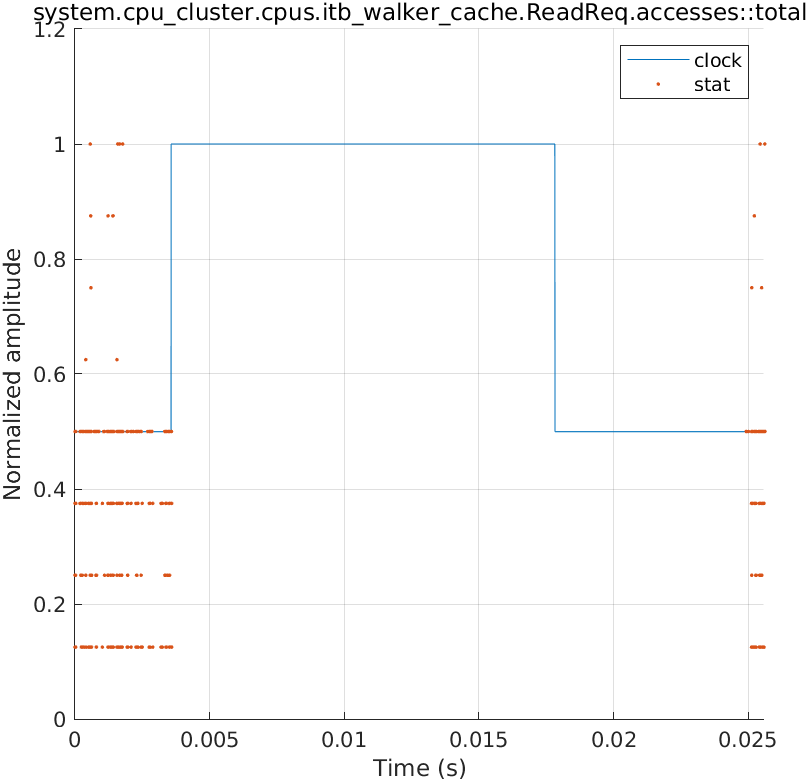 system.cpu_cluster.cpus.itb_walker_cache.ReadReq.accesses::total
1.2
clock
stat
1
0.8
0.6
0.4
0.2
0
Normalized amplitude
0 0.005 0.01 0.015 0.02 0.025
Time (s)